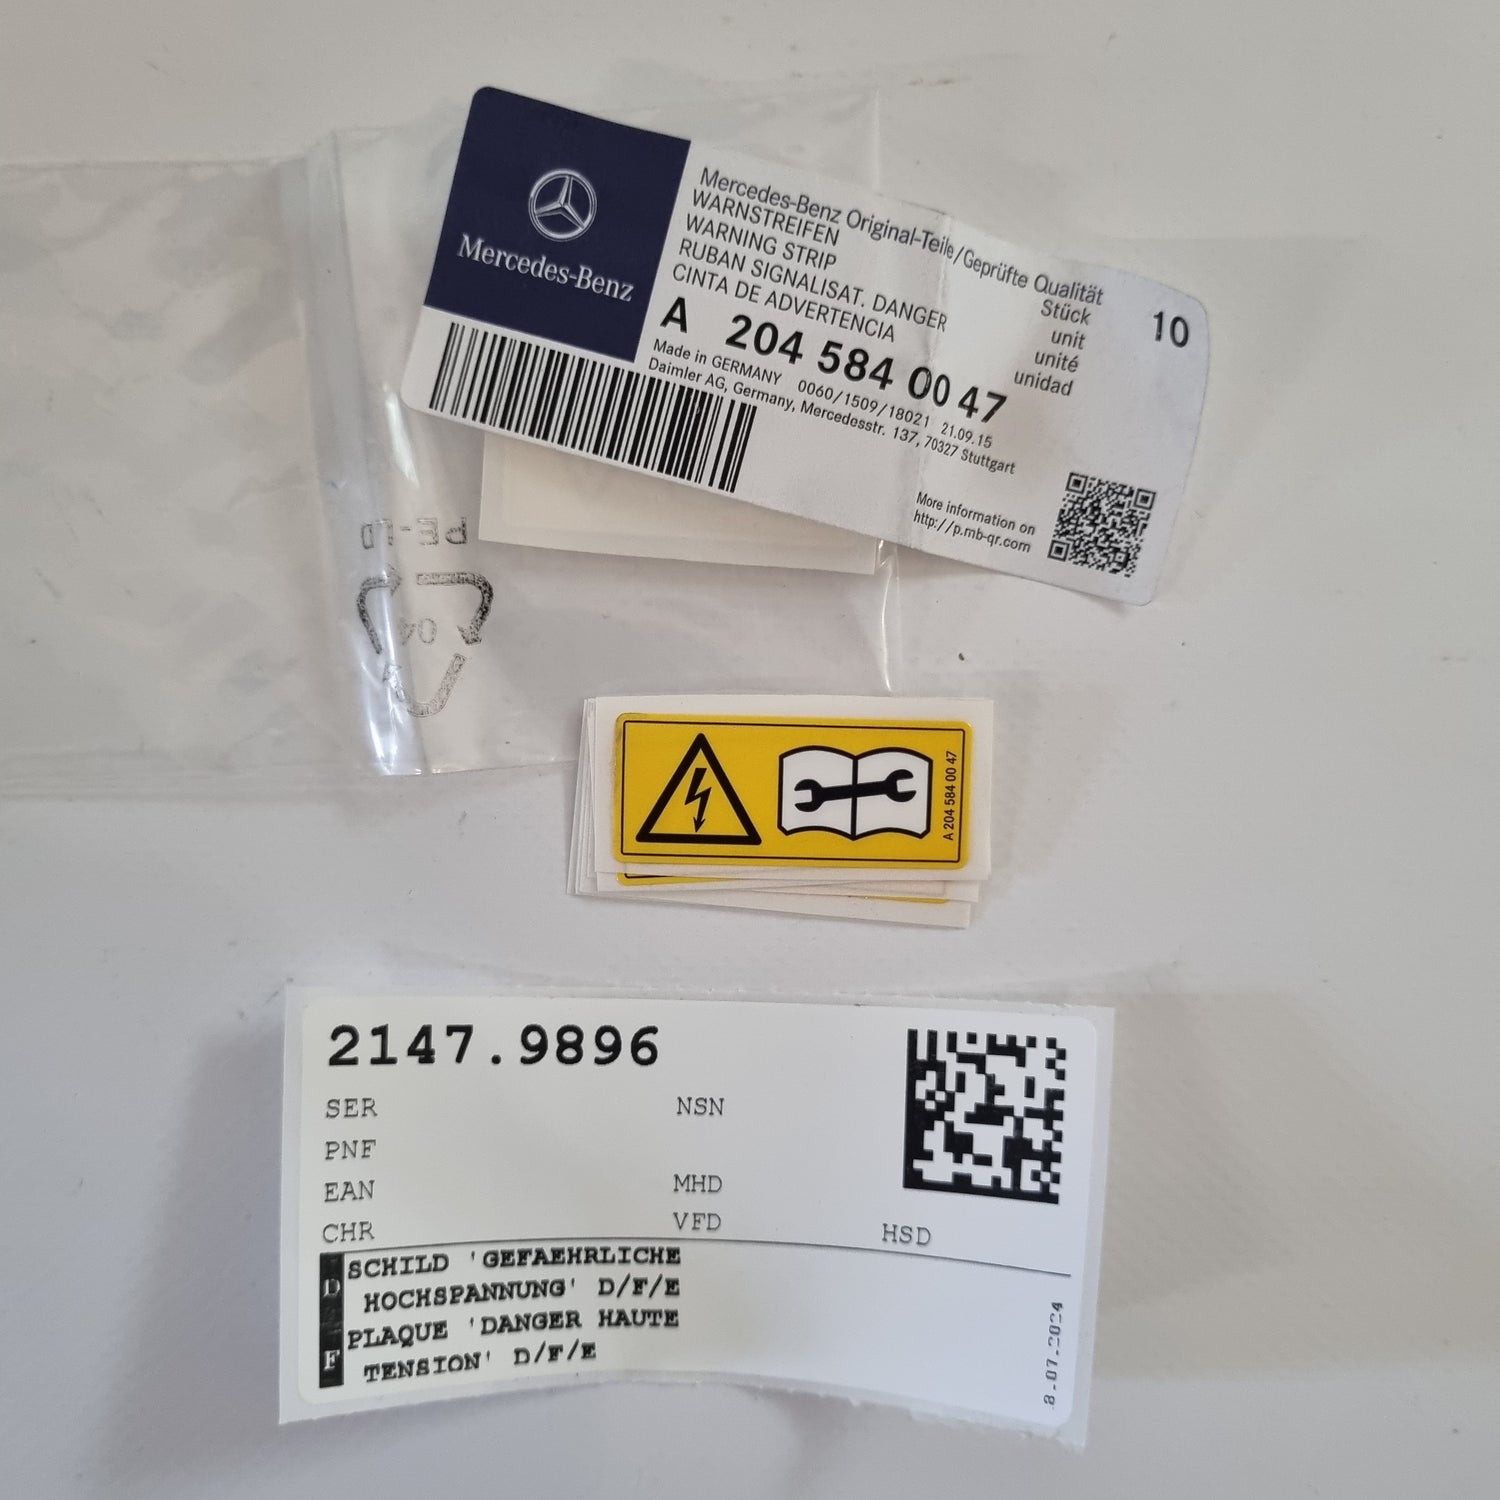 Mercedes-Benz
Mercedes-Benz Original-Teile/Geprüfte Qualität
WARNSTREIFEN
WARNING STRIP
RUBAN SIGNALISAT. DANGER
CINTA DE ADVERTENCIA
Stück
unit
unité
unidad
10
A 204 584 00 47
Made in GERMANY 0060/1509/18021 21.09.15
Daimler AG, Germany, Mercedesstr. 137, 70327 Stuttgart
More information on
http://p.mb-qr.com
PE-LD
04
A 204 584 00 47
2147.9896
SER NSN
PNF
EAN MHD
CHR VFD HSD
D SCHILD 'GEFAEHRLICHE
HOCHSPANNUNG' D/F/E
F PLAQUE 'DANGER HAUTE
TENSION' D/F/E
8.07.2024